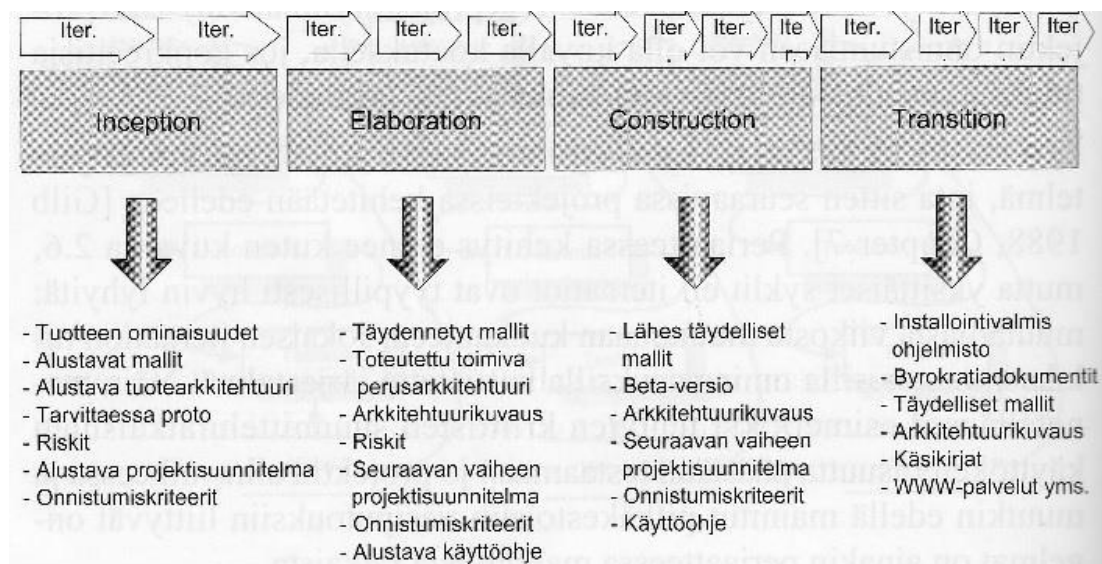 Iter. Iter. Iter. Iter. Iter. Iter. Iter Iter Ite Iter. Iter Iter Iter
Inception Elaboration Construction Transition
- Tuotteen ominaisuudet
- Alustavat mallit
- Alustava tuotearkkitehtuuri
- Tarvittaessa proto
- Riskit
- Alustava projektisuunnitelma
- Onnistumiskriteerit
- Täydennetyt mallit
- Toteutettu toimiva
perusarkkitehtuuri
- Arkkitehtuurikuvaus
- Riskit
- Seuraavan vaiheen
projektisuunnitelma
- Onnistumiskriteerit
- Alustava käyttöohje
- Lähes täydelliset
mallit
- Beta-versio
- Arkkitehtuurikuvaus
- Seuraavan vaiheen
projektisuunnitelma
- Onnistumiskriteerit
- Käyttöohje
- Installointivalmis
ohjelmisto
- Byrokratiadokumentit
- Täydelliset mallit
- Arkkitehtuurikuvaus
- Käsikirjat
- WWW-palvelut yms.